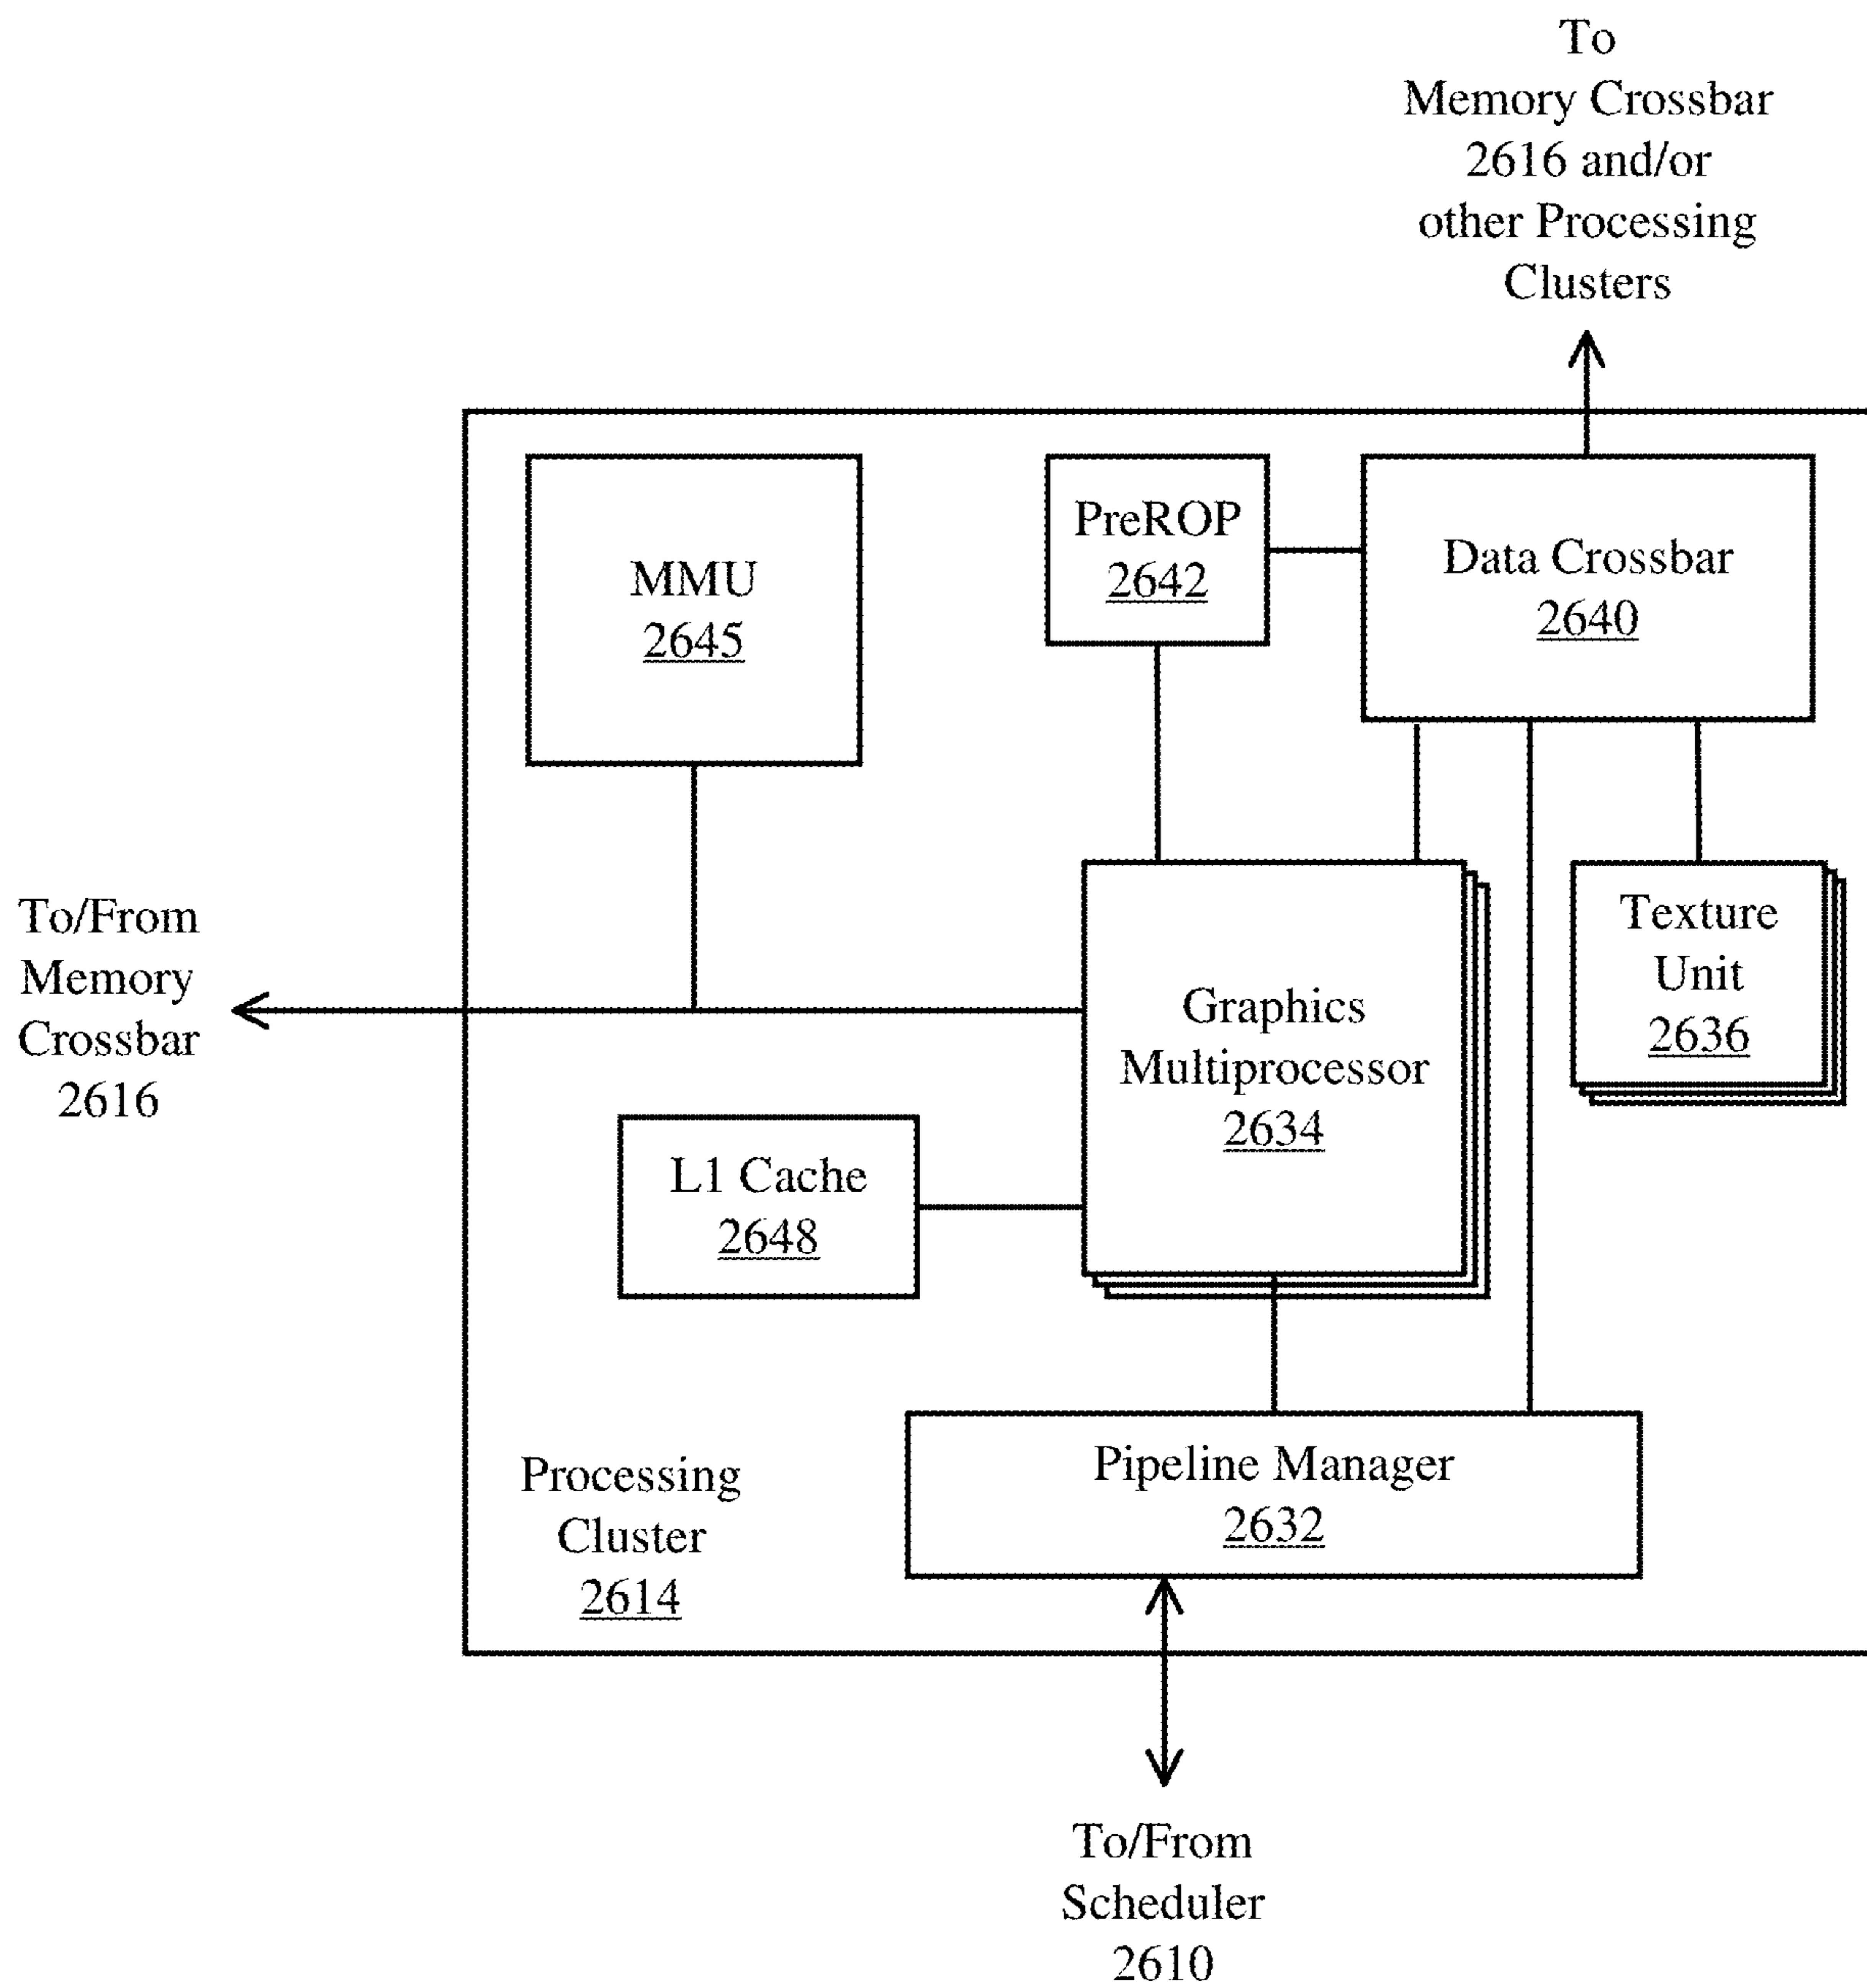 To
Memory Crossbar
2616 and/or
other Processing
Clusters
MMU
2645
PreROP
2642
Data Crossbar
2640
To/From
Memory
Crossbar
2616
Graphics
Multiprocessor
2634
Texture
Unit
2636
L1 Cache
2648
Processing
Cluster
2614
Pipeline Manager
2632
To/From
Scheduler
2610